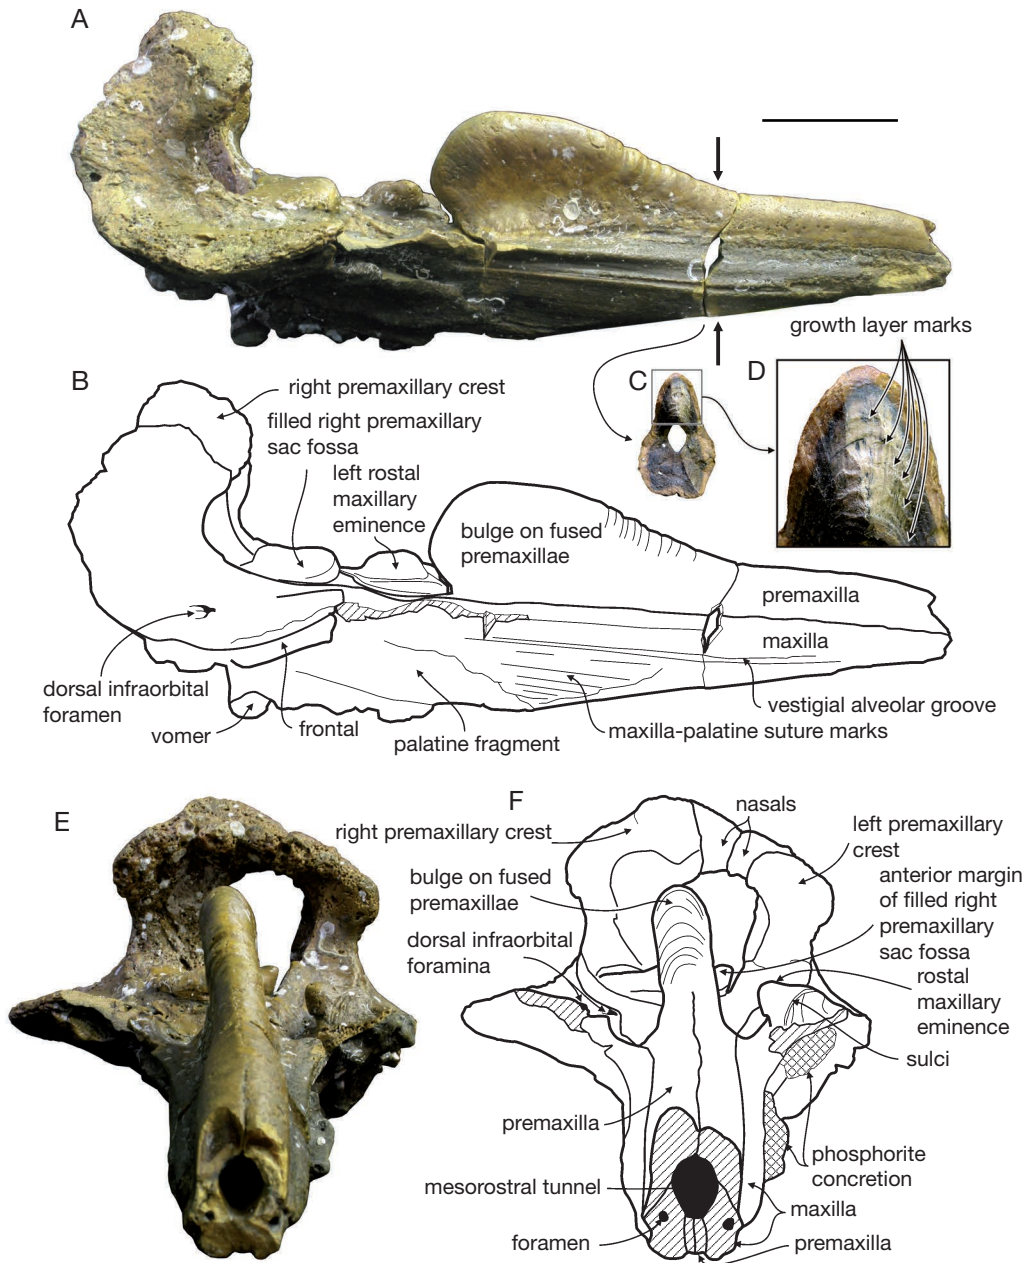 A
growth layer marks
B
C
D
right premaxillary crest
filled right premaxillary
sac fossa
left rostal
maxillary
eminence
bulge on fused
premaxillae
premaxilla
maxilla
dorsal infraorbital
foramen
vomer
frontal
palatine fragment
maxilla-palatine suture marks
vestigial alveolar groove
E
F
nasals
right premaxillary crest
left premaxillary
crest
bulge on fused
premaxillae
anterior margin
of filled right
premaxillary
sac fossa
dorsal infraorbital
foramina
rostal
maxillary
eminence
sulci
premaxilla
phosphorite
concretion
mesorostral tunnel
maxilla
foramen
premaxilla